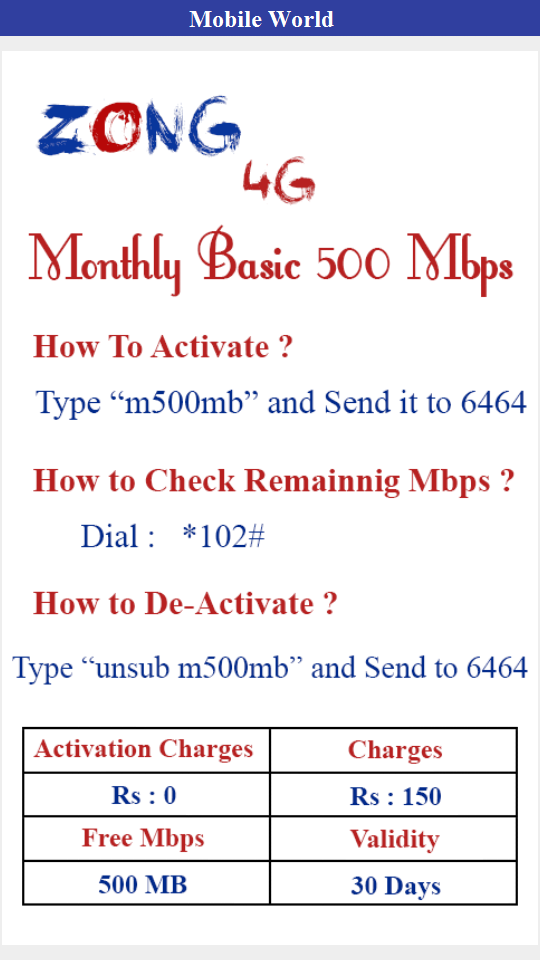 Mobile World
ZONG
4G
Monthly Basic 500 Mbps
How To Activate ?
Type “m500mb” and Send it to 6464
How to Check Remainnig Mbps ?
Dial : *102#
How to De-Activate ?
Type “unsub m500mb” and Send to 6464
Activation Charges Charges
Rs : 0 Rs : 150
Free Mbps Validity
500 MB 30 Days